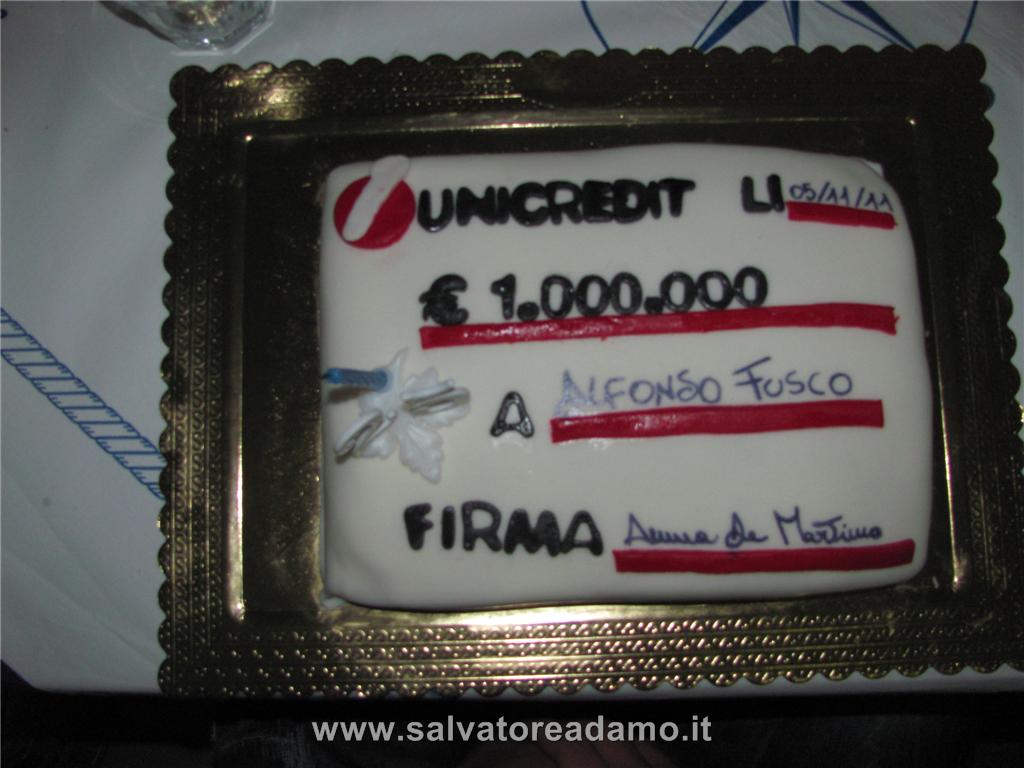 UNICREDIT LI 05/11/11
€ 1.000.000
A ALFONSO FUSCO
FIRMA Anna De Martino
www.salvatoreadamo.it